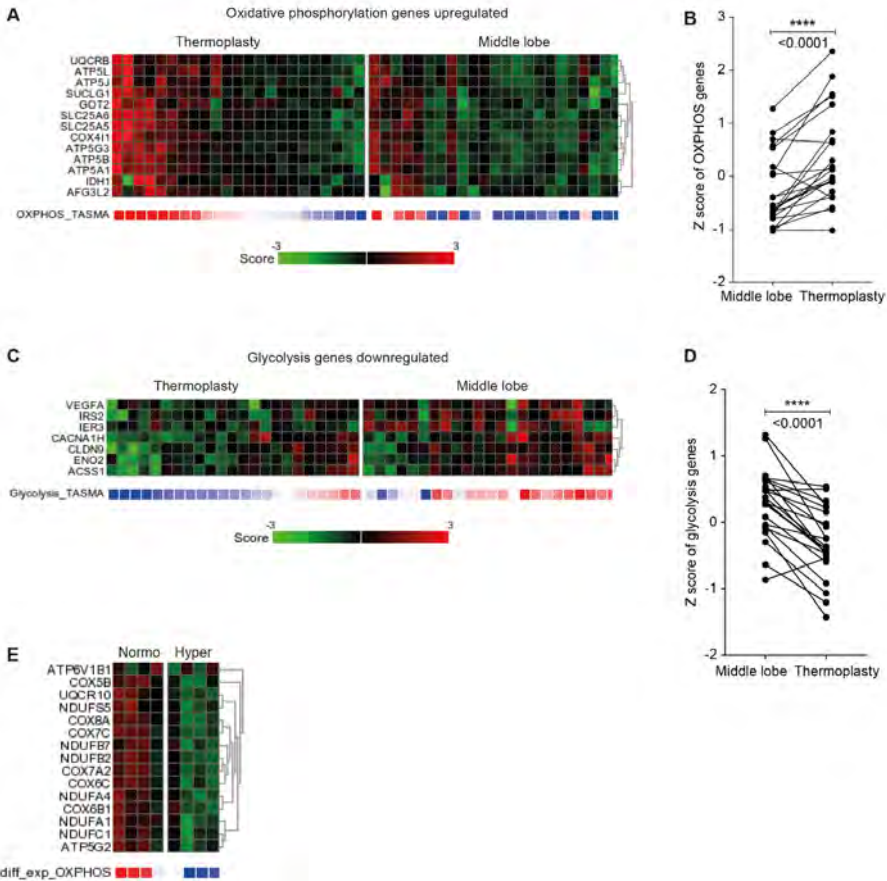 A
Oxidative phosphorylation genes upregulated
Thermoplasty
Middle lobe
UQCRB
ATP5L
ATP5J
SUCLG1
GOT2
SLC25A6
SLC25A5
COX4I1
ATP5G3
ATP5B
ATP5A1
IDH1
AFG3L2
OXPHOS_TASMA
-3
3
Score
B
Z score of OXPHOS genes
3
2
1
0
-1
-2
****
<0.0001
Middle lobe
Thermoplasty
C
Glycolysis genes downregulated
Thermoplasty
Middle lobe
VEGFA
IRS2
IER3
CACNA1H
CLDN9
ENO2
ACSS1
Glycolysis_TASMA
-3
3
Score
D
Z score of glycolysis genes
2
1
0
-1
-2
****
<0.0001
Middle lobe
Thermoplasty
E
Normo
Hyper
ATP6V1B1
COX5B
UQCR10
NDUFS5
COX8A
COX7C
NDUFB7
NDUFB2
COX7A2
COX6C
NDUFA4
COX6B1
NDUFA1
NDUFC1
ATP5G2
diff_exp_OXPHOS